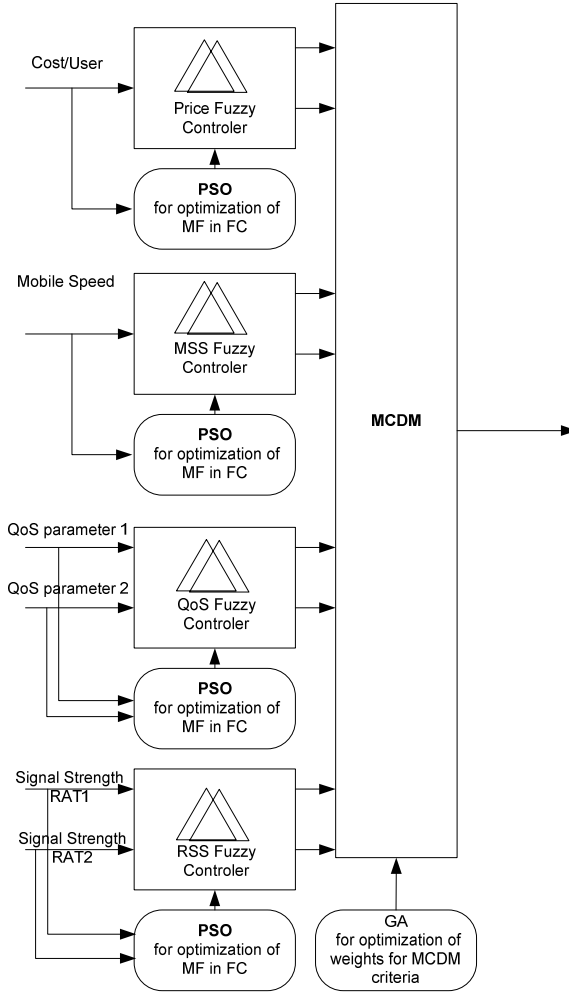 Cost/User
Price Fuzzy
Controler
PSO
for optimization of
MF in FC
Mobile Speed
MSS Fuzzy
Controler
PSO
for optimization of
MF in FC
MCDM
QoS parameter 1
QoS parameter 2
QoS Fuzzy
Controler
PSO
for optimization of
MF in FC
Signal Strength
RAT1
Signal Strength
RAT2
RSS Fuzzy
Controler
PSO
for optimization of
MF in FC
GA
for optimization of
weights for MCDM
criteria